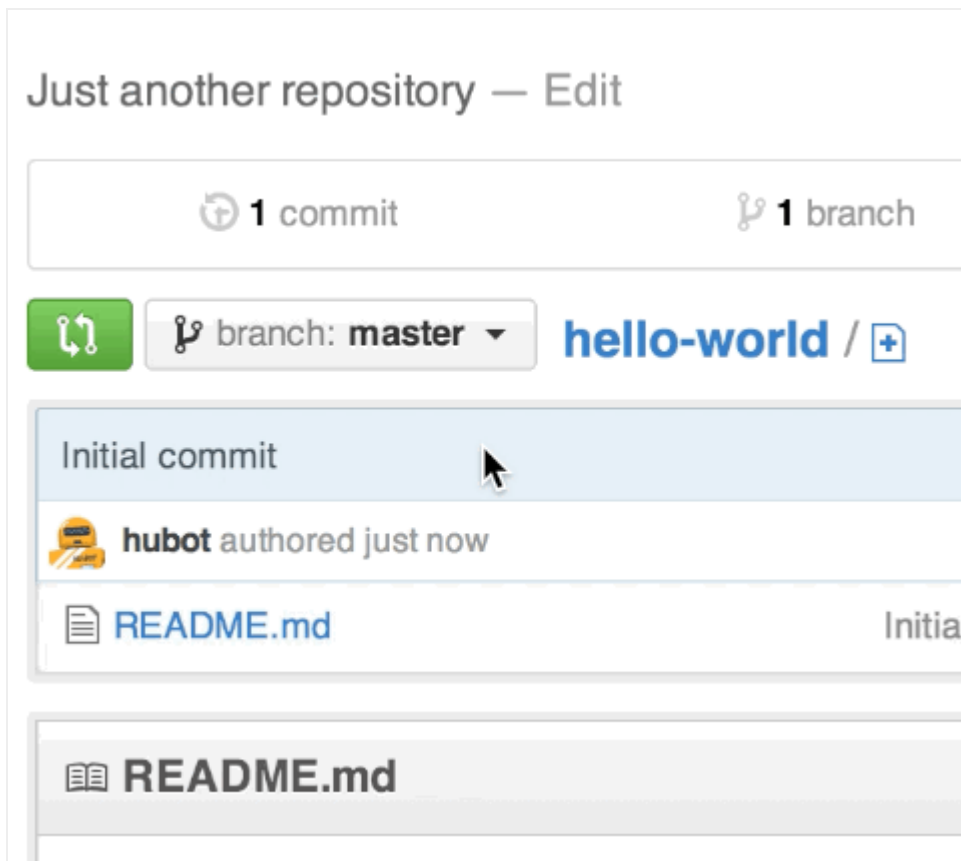 Just another repository — Edit
1 commit
1 branch
branch: master
hello-world /
Initial commit
hubot authored just now
README.md
Initia
README.md